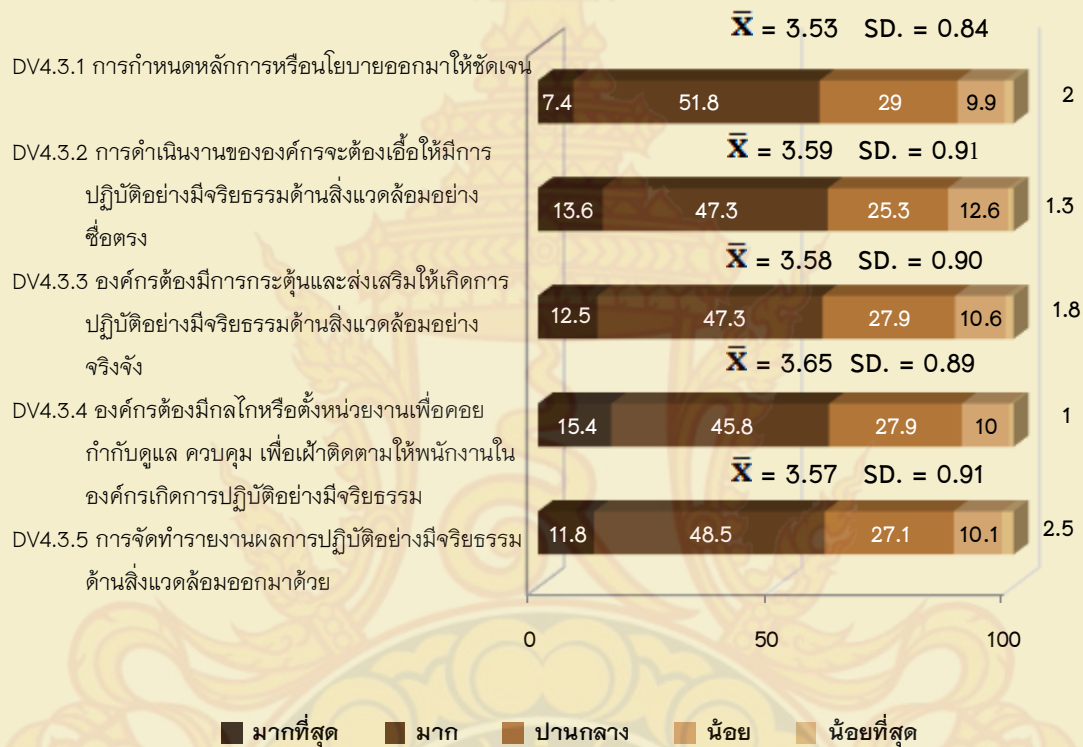 x̄ = 3.53 SD. = 0.84
DV4.3.1 การกำหนดหลักการหรือนโยบายออกมาให้ชัดเจน
7.4 51.8 29 9.9 2
DV4.3.2 การดำเนินงานขององค์กรจะต้องเอื้อให้มีการ
x̄ = 3.59 SD. = 0.91
ปฏิบัติอย่างมีจริยธรรมด้านสิ่งแวดล้อมอย่าง
13.6 47.3 25.3 12.6 1.3
ซื่อตรง
x̄ = 3.58 SD. = 0.90
DV4.3.3 องค์กรต้องมีการกระตุ้นและส่งเสริมให้เกิดการ
ปฏิบัติอย่างมีจริยธรรมด้านสิ่งแวดล้อมอย่าง
12.5 47.3 27.9 10.6 1.8
จริงจัง
x̄ = 3.65 SD. = 0.89
DV4.3.4 องค์กรต้องมีกลไกหรือตั้งหน่วยงานเพื่อคอย
15.4 45.8 27.9 10 1
กำกับดูแล ควบคุม เพื่อเฝ้าติดตามให้พนักงานใน
x̄ = 3.57 SD. = 0.91
องค์กรเกิดการปฏิบัติอย่างมีจริยธรรม
DV4.3.5 การจัดทำรายงานผลการปฏิบัติอย่างมีจริยธรรม
11.8 48.5 27.1 10.1 2.5
ด้านสิ่งแวดล้อมออกมาด้วย
0 50 100
มากที่สุด มาก ปานกลาง น้อย น้อยที่สุด